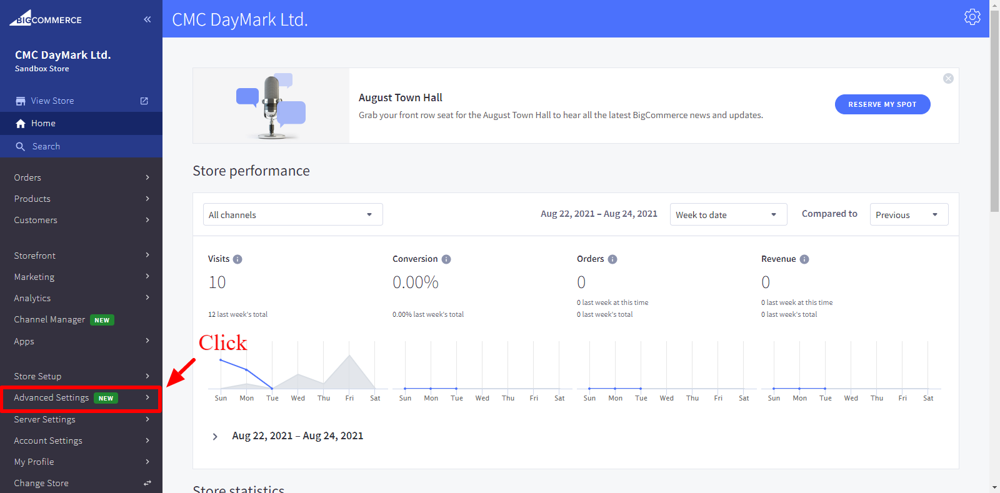 BIGCOMMERCE
CMC DayMark Ltd.
Sandbox Store
View Store
Home
Search
Orders
Products
Customers
Storefront
Marketing
Analytics
Channel Manager NEW
Apps
Store Setup
Advanced Settings NEW
Server Settings
Account Settings
My Profile
Change Store
CMC DayMark Ltd.
August Town Hall
Grab your front row seat for the August Town Hall to hear all the latest BigCommerce news and updates.
RESERVE MY SPOT
Store performance
All channels
Aug 22, 2021 – Aug 24, 2021
Week to date
Compared to
Previous
Visits
10
12 last week's total
Conversion
0.00%
0.00% last week's total
Orders
0
0 last week at this time
0 last week's total
Revenue
0
0 last week at this time
0 last week's total
Click
Sun Mon Tue Wed Thu Fri Sat
Sun Mon Tue Wed Thu Fri Sat
Sun Mon Tue Wed Thu Fri Sat
Sun Mon Tue Wed Thu Fri Sat
Aug 22, 2021 – Aug 24, 2021
Store statistics